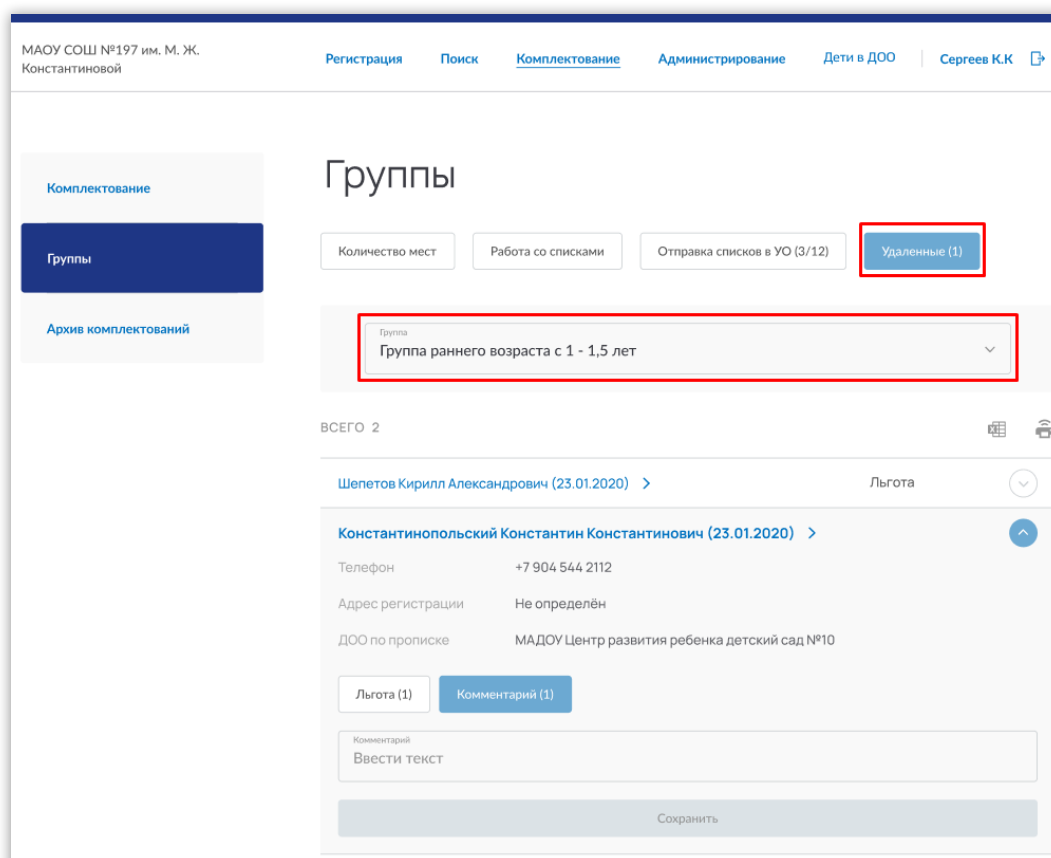 МАОУ СОШ №197 им. М. Ж.
Константиновой
Регистрация Поиск Комплектование Администрирование Дети в ДОО Сергеев К.К
Комплектование
Группы
Архив комплектований
Группы
Количество мест Работа со списками Отправка списков в УО (3/12) Удаленные (1)
Группа
Группа раннего возраста с 1 - 1,5 лет
ВСЕГО 2
Шепетов Кирилл Александрович (23.01.2020) Льгота
Константинопольский Константин Константинович (23.01.2020)
Телефон +7 904 544 2112
Адрес регистрации Не определён
ДОО по прописке МАДОУ Центр развития ребенка детский сад №10
Льгота (1) Комментарий (1)
Комментарий
Ввести текст
Сохранить